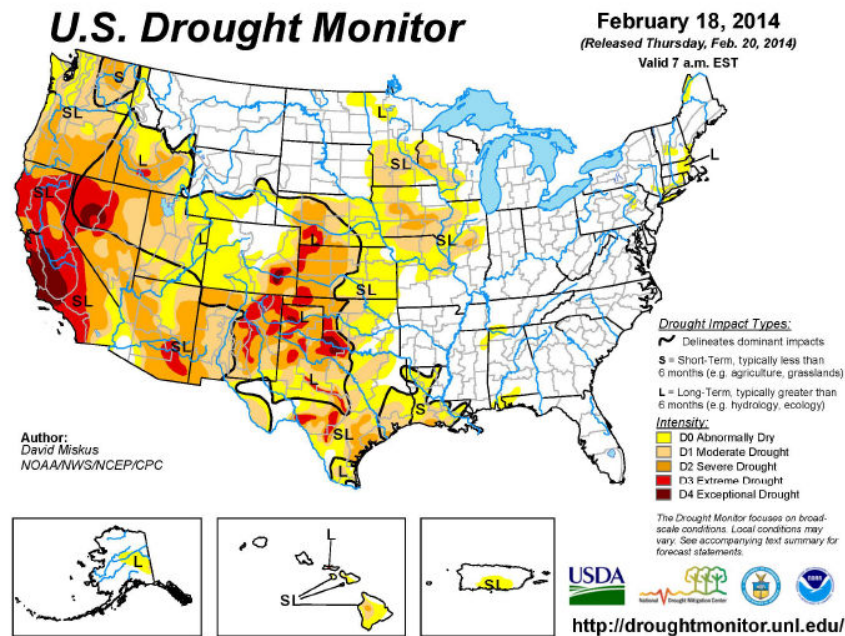 U.S. Drought Monitor
February 18, 2014
(Released Thursday, Feb. 20, 2014)
Valid 7 a.m. EST
S
SL
L
L
SL
L
SL
SL
L
L
SL
SL
L
SL
SL
L
S
SL
L
Drought Impact Types:
Delineates dominant impacts
S = Short-Term, typically less than
6 months (e.g. agriculture, grasslands)
L = Long-Term, typically greater than
6 months (e.g. hydrology, ecology)
Intensity:
D0 Abnormally Dry
D1 Moderate Drought
D2 Severe Drought
D3 Extreme Drought
D4 Exceptional Drought
Author:
David Miskus
NOAA/NWS/NCEP/CPC
The Drought Monitor focuses on broad-
scale conditions. Local conditions may
vary. See accompanying text summary for
forecast statements.
L
L
SL
SL
USDA
National Drought Mitigation Center
http://droughtmonitor.unl.edu/